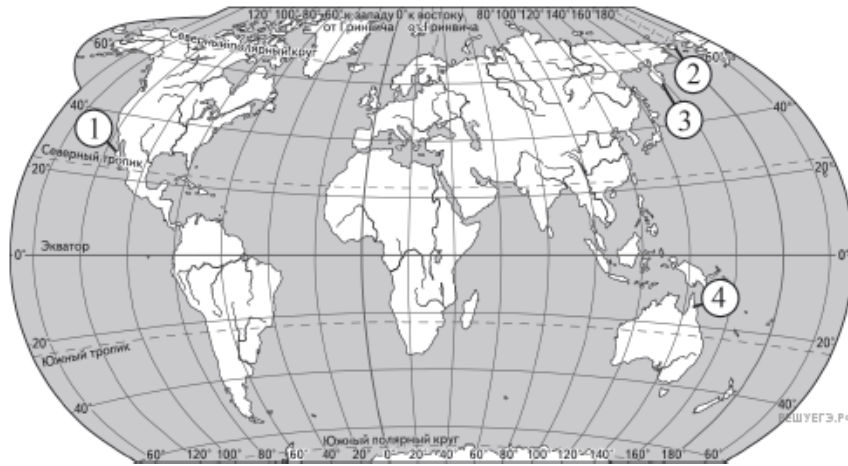 120° 100° 80° 60° к западу 0° к востоку 80° 100° 120° 140° 160° 180°
от Гринвича от Гринвича
Северный полярный круг
60°
60°
2
40°
40°
3
1
Северный тропик
20°
20°
Экватор
0°
0°
4
20°
20°
Южный тропик
40°
40°
РЕШУЕГЭ.РФ
Южный полярный круг
60° 120° 100° 80° 60° 40° 20° 0° 20° 40° 60° 80° 100° 120° 140° 180° 60°